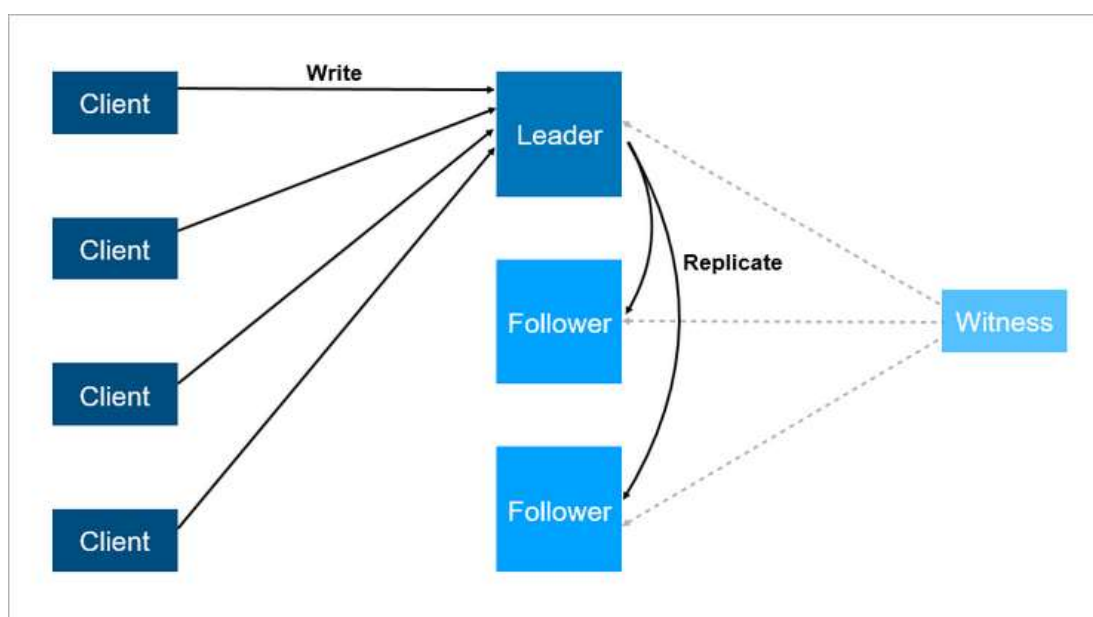 Client
Write
Leader
Client
Replicate
Follower
Witness
Client
Follower
Client